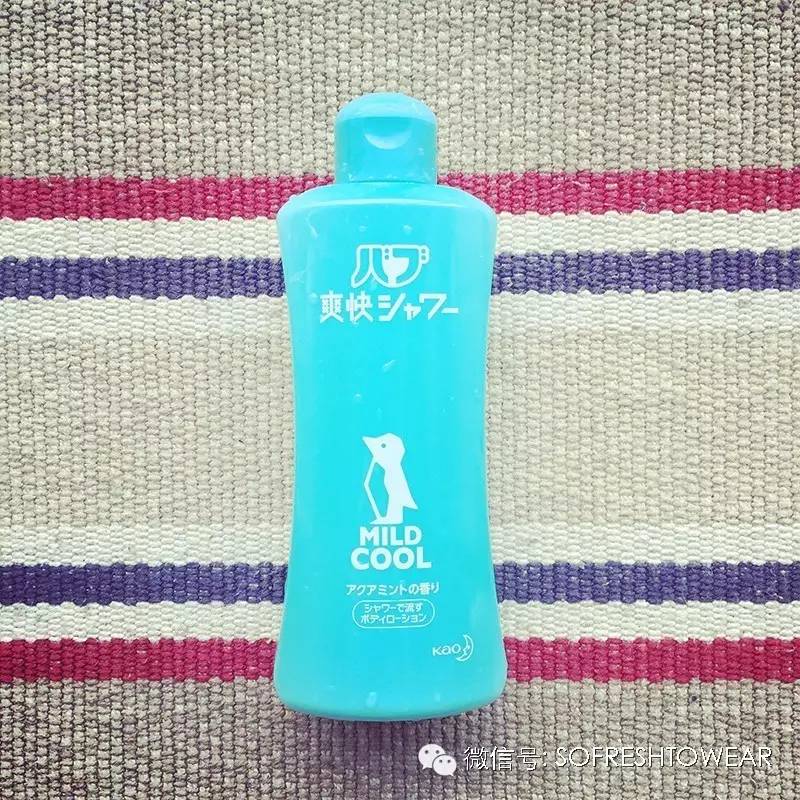 バブ
爽快シャワー
MILD
COOL
アクアミントの香り
シャワーで流す
ボディローション
Kao
微信号: SOFRESHTOWEAR